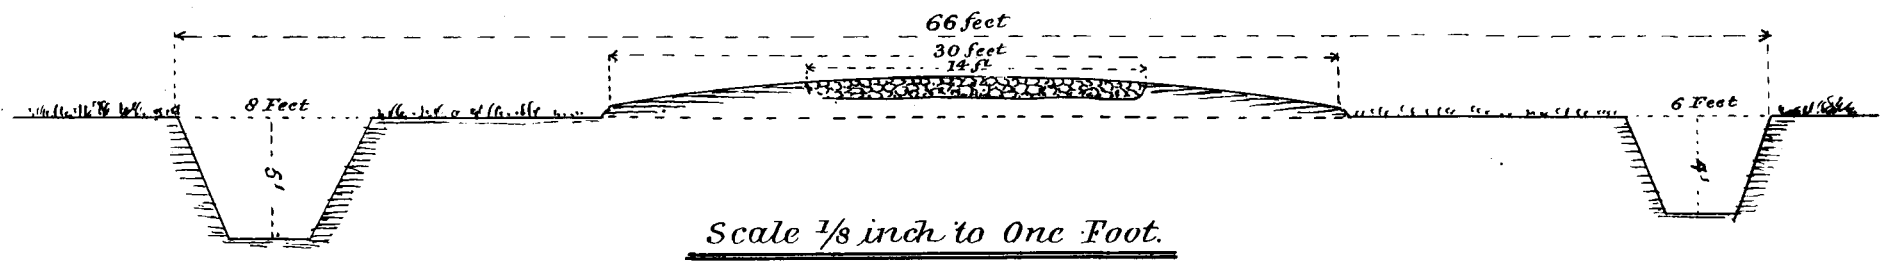 66 feet
30 feet
14 ft
8 Feet
6 Feet
5'
4'
Scale 1/8 inch to One Foot.